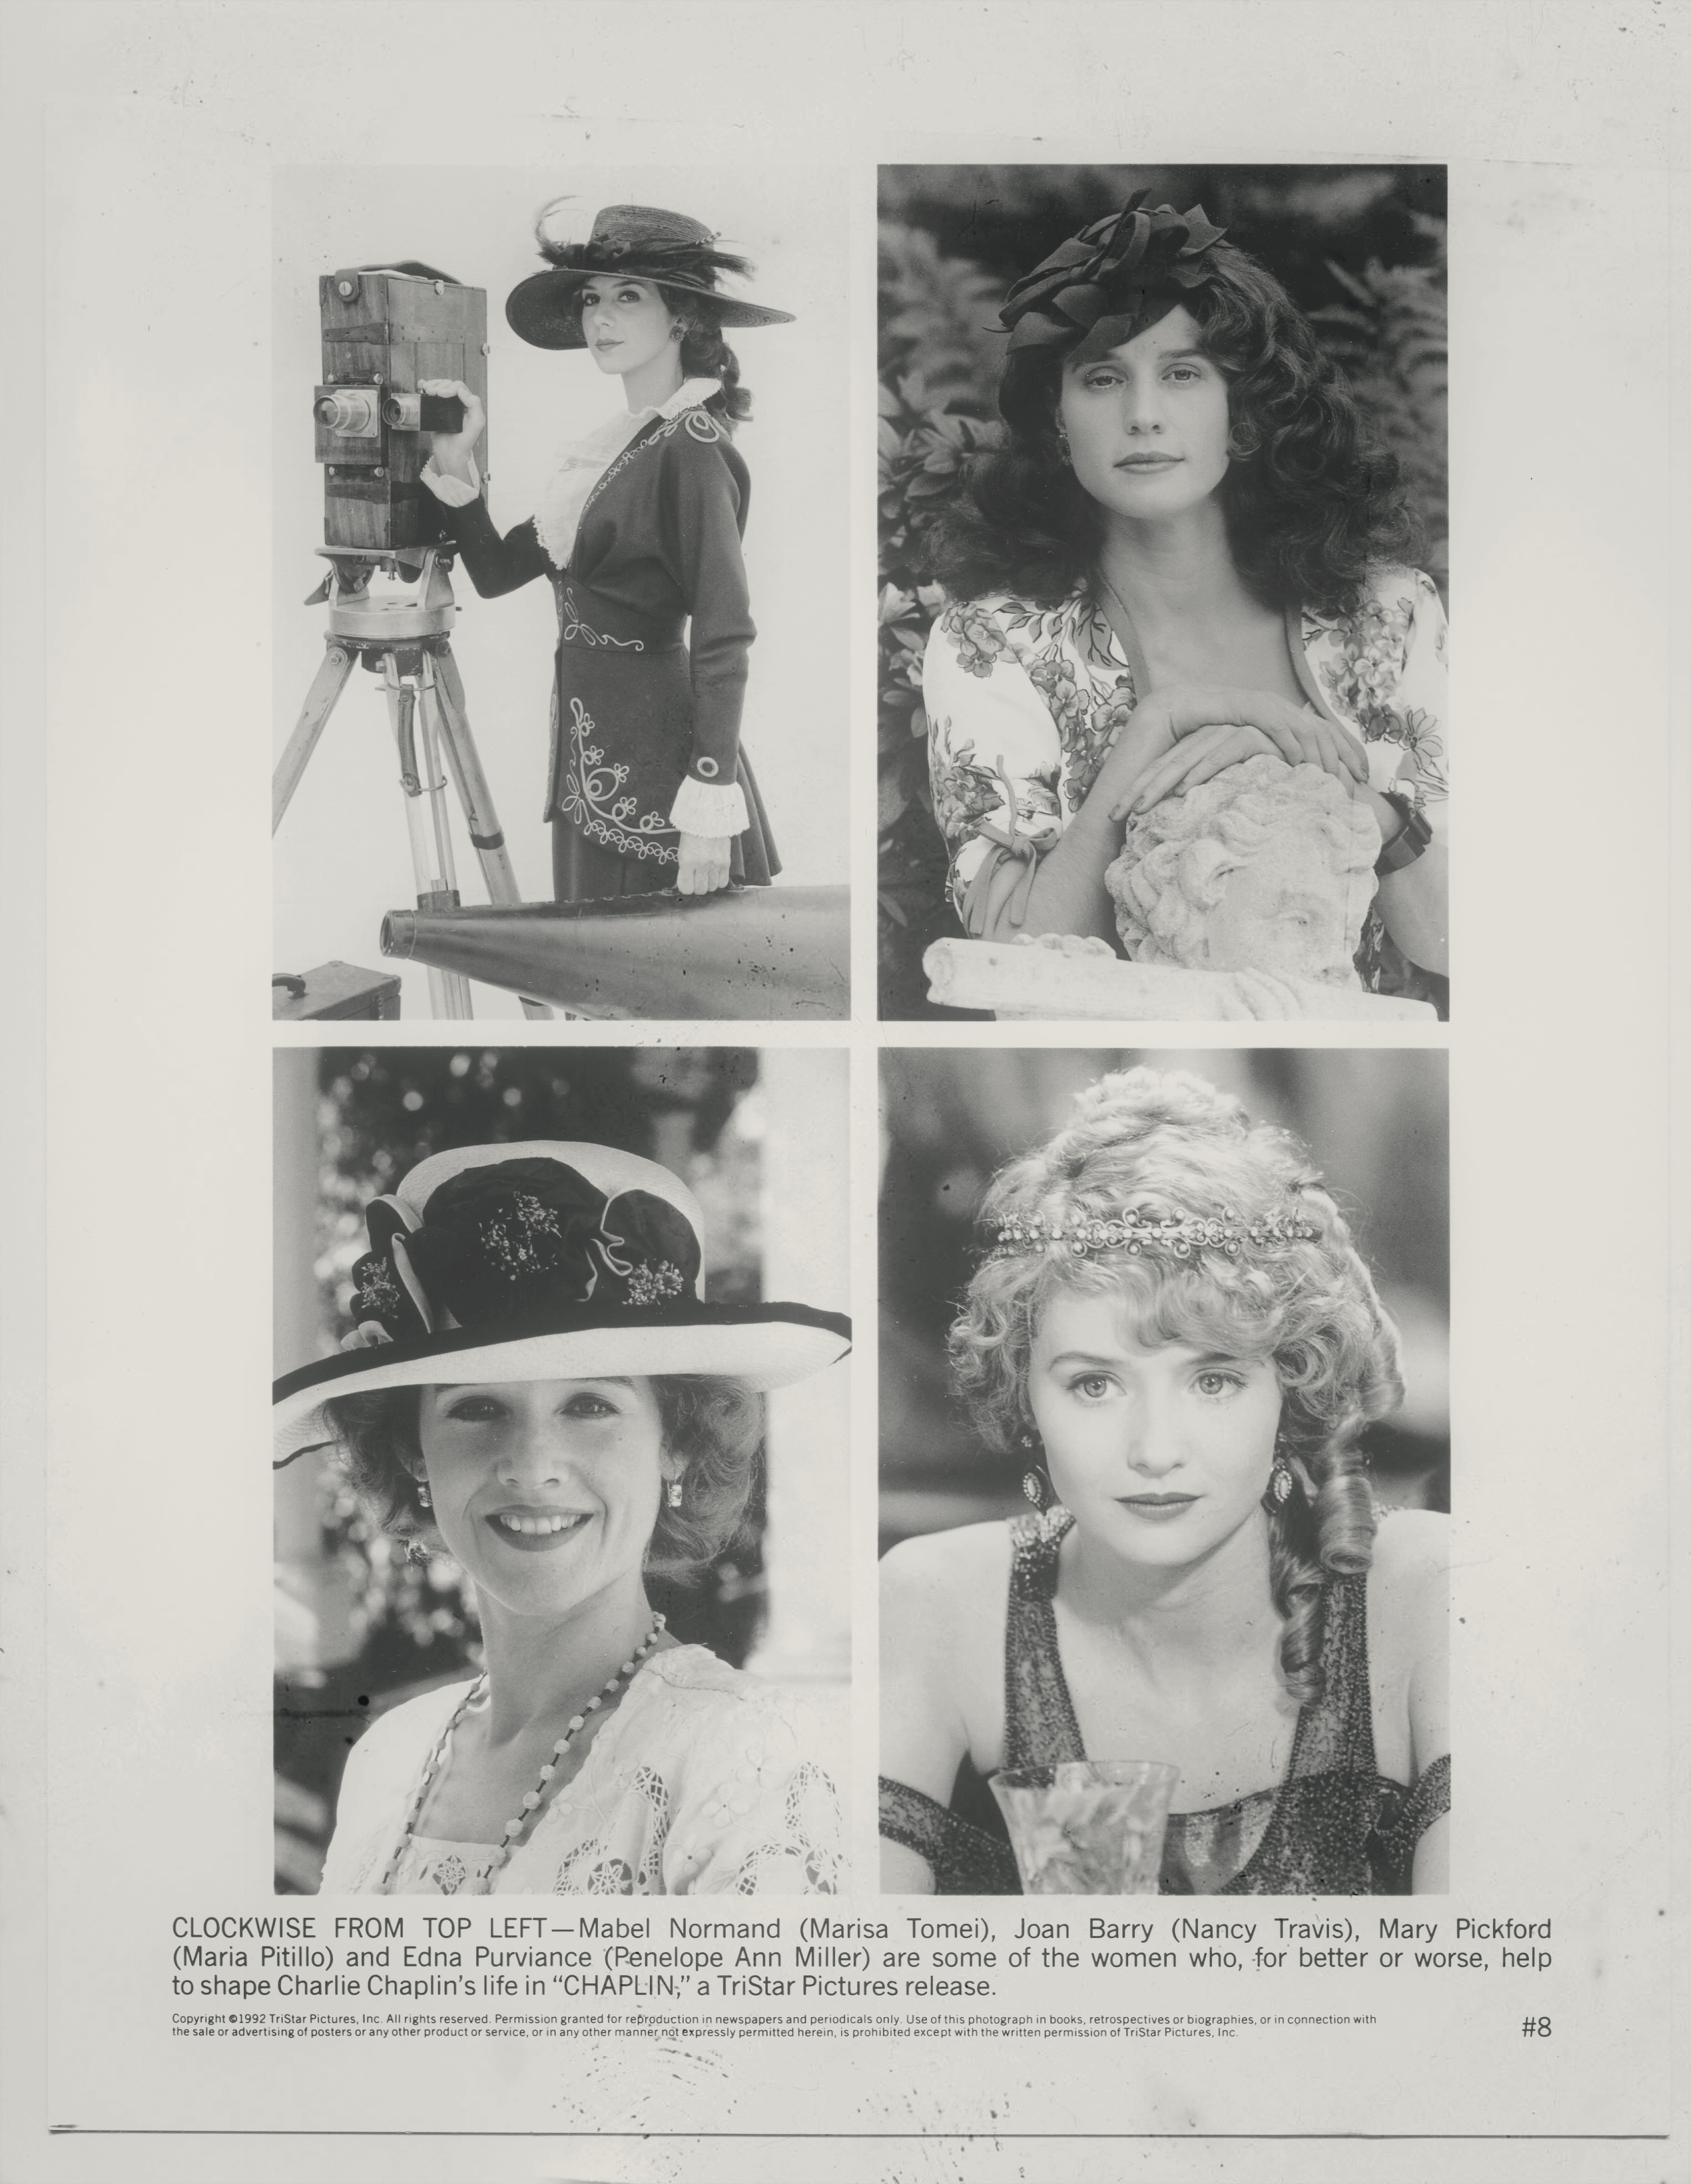 CLOCKWISE FROM TOP LEFT—Mabel Normand (Marisa Tomei), Joan Barry (Nancy Travis), Mary Pickford
(Maria Pitillo) and Edna Purviance (Penelope Ann Miller) are some of the women who, for better or worse, help
to shape Charlie Chaplin's life in “CHAPLIN,” a TriStar Pictures release.
Copyright ©1992 TriStar Pictures, Inc. All rights reserved. Permission granted for reproduction in newspapers and periodicals only. Use of this photograph in books, retrospectives or biographies, or in connection with
the sale or advertising of posters or any other product or service, or in any other manner not expressly permitted herein, is prohibited except with the written permission of TriStar Pictures, Inc.
#8